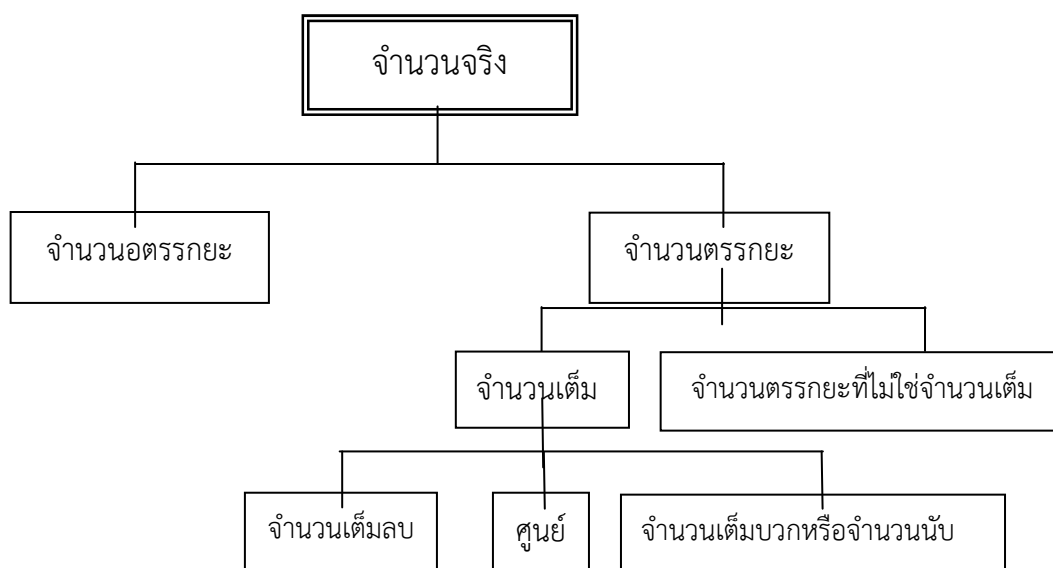 จำนวนจริง
จำนวนอตรรกยะ
จำนวนตรรกยะ
จำนวนเต็ม
จำนวนตรรกยะที่ไม่ใช่จำนวนเต็ม
จำนวนเต็มลบ
ศูนย์
จำนวนเต็มบวกหรือจำนวนนับ